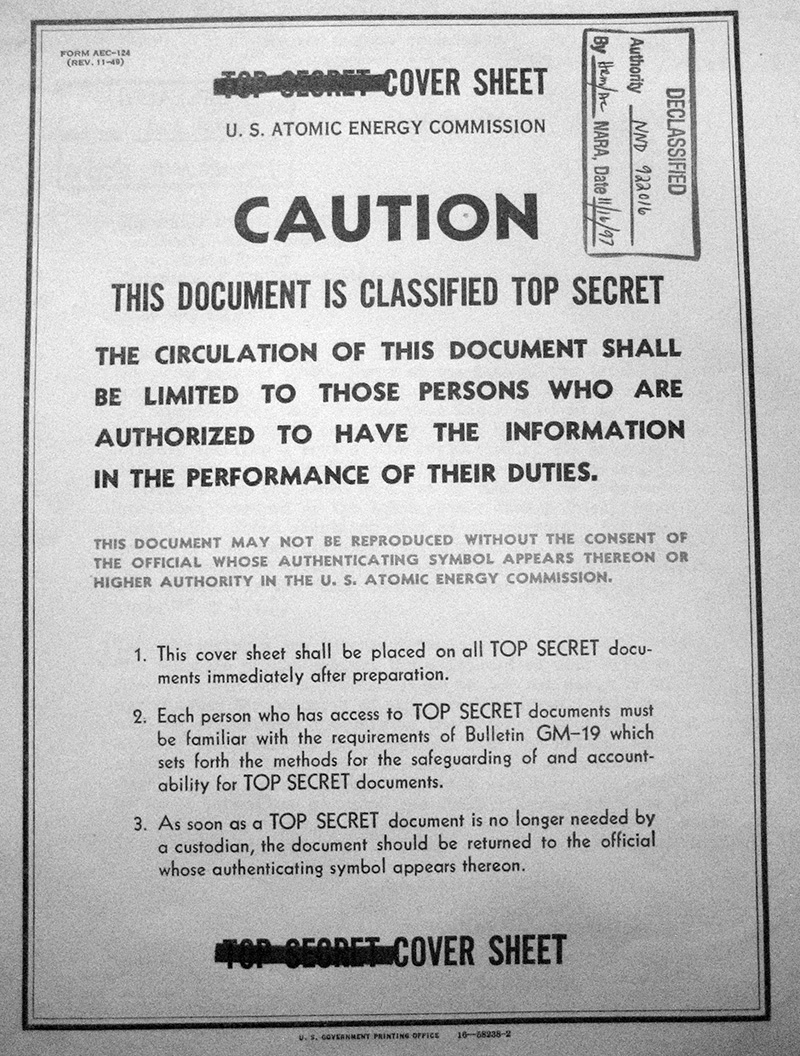 FORM AEC-124
(REV. 11-49)
TOP SECRET COVER SHEET
U. S. ATOMIC ENERGY COMMISSION
DECLASSIFIED
Authority NND 922016
By NARA, Date 11/16/97
CAUTION
THIS DOCUMENT IS CLASSIFIED TOP SECRET
THE CIRCULATION OF THIS DOCUMENT SHALL
BE LIMITED TO THOSE PERSONS WHO ARE
AUTHORIZED TO HAVE THE INFORMATION
IN THE PERFORMANCE OF THEIR DUTIES.
THIS DOCUMENT MAY NOT BE REPRODUCED WITHOUT THE CONSENT OF
THE OFFICIAL WHOSE AUTHENTICATING SYMBOL APPEARS THEREON OR
HIGHER AUTHORITY IN THE U. S. ATOMIC ENERGY COMMISSION.
1. This cover sheet shall be placed on all TOP SECRET docu-
ments immediately after preparation.
2. Each person who has access to TOP SECRET documents must
be familiar with the requirements of Bulletin GM-19 which
sets forth the methods for the safeguarding of and account-
ability for TOP SECRET documents.
3. As soon as a TOP SECRET document is no longer needed by
a custodian, the document should be returned to the official
whose authenticating symbol appears thereon.
TOP SECRET COVER SHEET
U. S. GOVERNMENT PRINTING OFFICE 16—58238-2